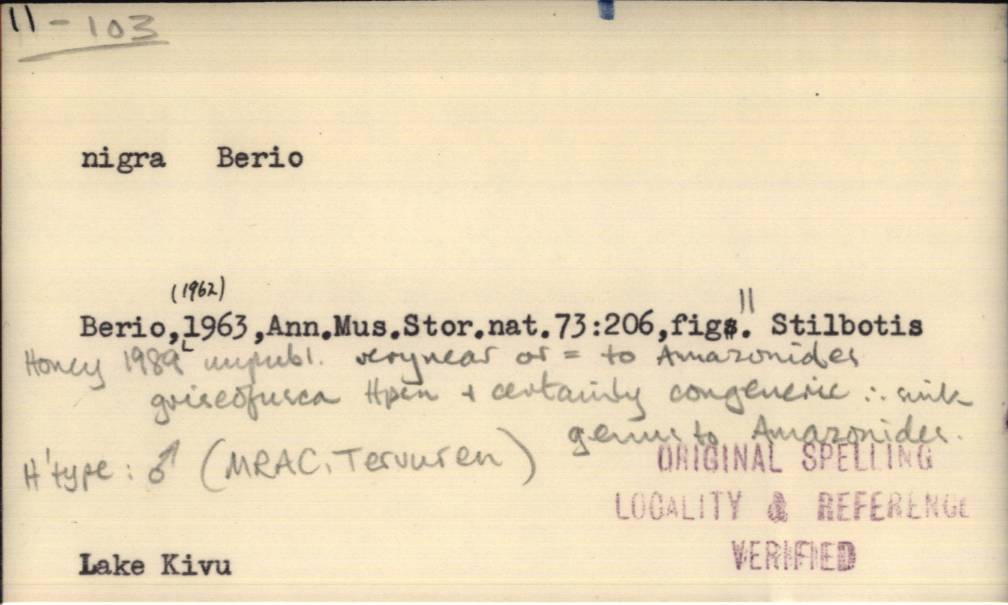 11-103
nigra Berio
(1962)
Berio,1963,Ann.Mus.Stor.nat.73:206,figs. 11 Stilbotis
Honey 1989 unpubl. very near or = to Amazonides
griseofusca Hpsn + certainly congeneric ∴ sink
genus to Amazonides.
H'type: ♂ (MRAC, Tervuren)
ORIGINAL SPELLING
LOCALITY & REFERENCE
VERIFIED
Lake Kivu